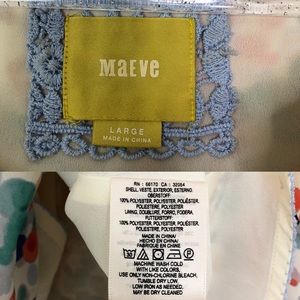 MAEVE
LARGE
MADE IN CHINA
RN : 66170 CA : 32054
SHELL, VESTE, EXTERIOR, ESTERNO,
OBERSTOFF
100% POLYESTER, POLYESTER, POLIÉSTER,
POLIESTERE, POLYESTER
LINING, DOUBLURE, FORRO, FODERA,
FUTTERSTOFF
100% POLYESTER, POLYESTER, POLIÉSTER,
POLIESTERE, POLYESTER
MADE IN CHINA/
HECHO EN CHINA/
FABRIQUÉ EN CHINE
MACHINE WASH COLD
WITH LIKE COLORS,
USE ONLY NON-CHLORINE BLEACH,
TUMBLE DRY LOW,
LOW IRON AS NEEDED,
MAY BE DRY CLEANED